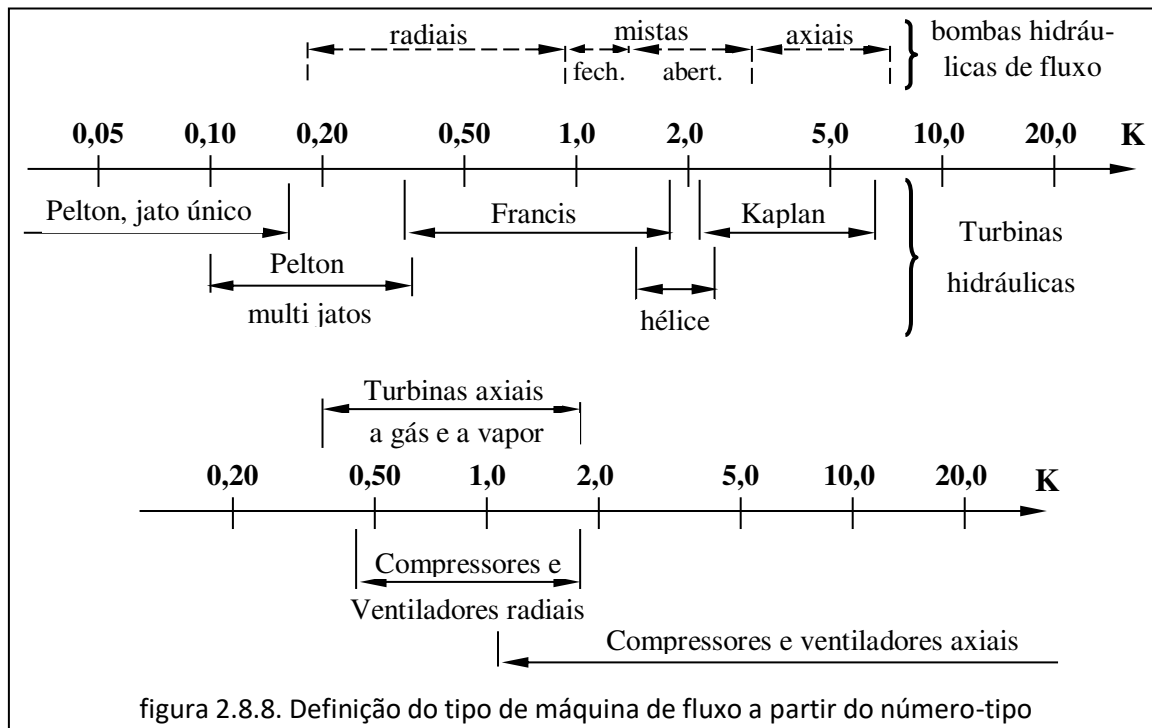 radiais mistas axiais bombas hidráu-
fech. abert. licas de fluxo
0,05 0,10 0,20 0,50 1,0 2,0 5,0 10,0 20,0 K
Pelton, jato único Francis Kaplan Turbinas
Pelton hidráulicas
multi jatos hélice
Turbinas axiais
a gás e a vapor
0,20 0,50 1,0 2,0 5,0 10,0 20,0 K
Compressores e
Ventiladores radiais
Compressores e ventiladores axiais
figura 2.8.8. Definição do tipo de máquina de fluxo a partir do número-tipo